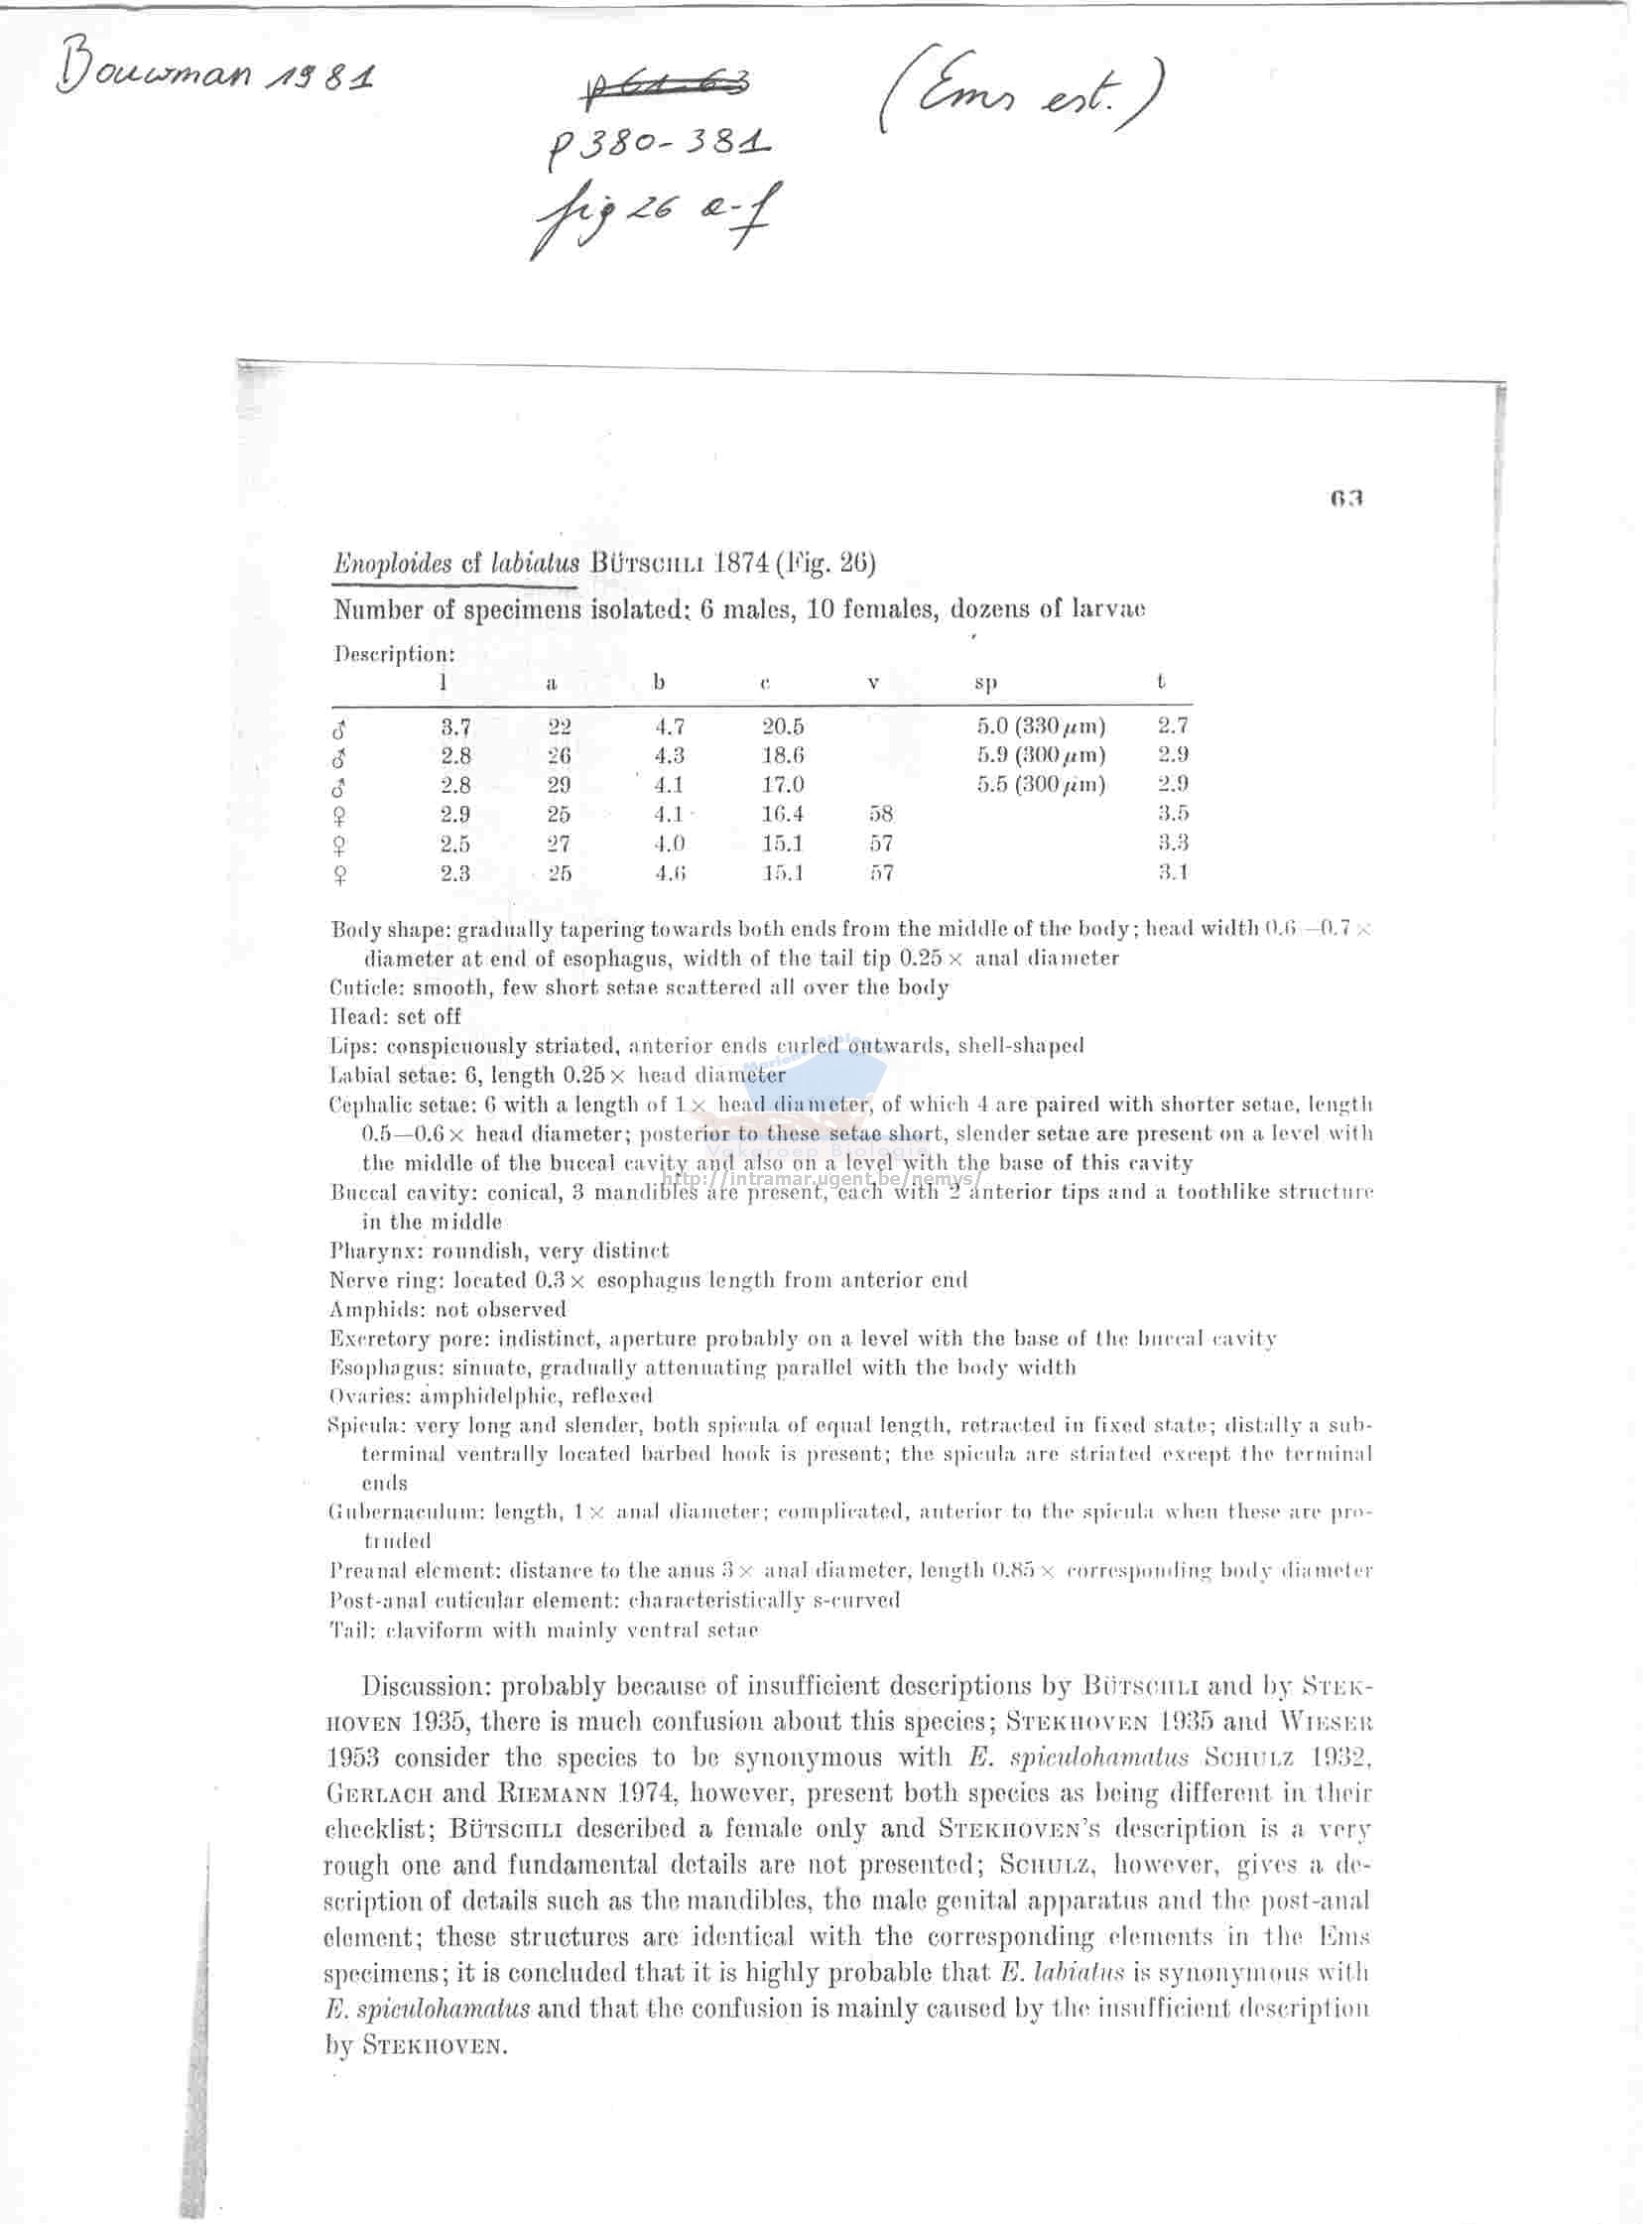 Bouwman 1981
p 61-63
(Ems est.)
p 380-381
fig 26 a-f
63
Enoploides cf labiatus BÜTSCHLI 1874 (Fig. 26)
Number of specimens isolated: 6 males, 10 females, dozens of larvae
Description:
l a b c v sp t
♂ 3.7 22 4.7 20.5 5.0 (330 µm) 2.7
♂ 2.8 26 4.3 18.6 5.9 (300 µm) 2.9
♂ 2.8 29 4.1 17.0 5.5 (300 µm) 2.9
♀ 2.9 25 4.1 16.4 58 3.5
♀ 2.5 27 4.0 15.1 57 3.3
♀ 2.3 25 4.6 15.1 57 3.1
Body shape: gradually tapering towards both ends from the middle of the body; head width 0.6—0.7 ×
diameter at end of esophagus, width of the tail tip 0.25 × anal diameter
Cuticle: smooth, few short setae scattered all over the body
Head: set off
Lips: conspicuously striated, anterior ends curled outwards, shell-shaped
Labial setae: 6, length 0.25 × head diameter
Cephalic setae: 6 with a length of 1 × head diameter, of which 4 are paired with shorter setae, length
0.5—0.6 × head diameter; posterior to these setae short, slender setae are present on a level with
the middle of the buccal cavity and also on a level with the base of this cavity
Vakgroep Biologie
http://intramar.ugent.be/nemys/
Buccal cavity: conical, 3 mandibles are present, each with 2 anterior tips and a toothlike structure
in the middle
Pharynx: roundish, very distinct
Nerve ring: located 0.3 × esophagus length from anterior end
Amphids: not observed
Excretory pore: indistinct, aperture probably on a level with the base of the buccal cavity
Esophagus: sinuate, gradually attenuating parallel with the body width
Ovaries: amphidelphic, reflexed
Spicula: very long and slender, both spicula of equal length, retracted in fixed state; distally a sub-
terminal ventrally located barbed hook is present; the spicula are striated except the terminal
ends
Gubernaculum: length, 1 × anal diameter; complicated, anterior to the spicula when these are pro-
truded
Preanal element: distance to the anus 3 × anal diameter, length 0.85 × corresponding body diameter
Post-anal cuticular element: characteristically s-curved
Tail: claviform with mainly ventral setae
Discussion: probably because of insufficient descriptions by BÜTSCHLI and by STEK-
HOVEN 1935, there is much confusion about this species; STEKHOVEN 1935 and WIESER
1953 consider the species to be synonymous with E. spiculohamatus SCHULZ 1932,
GERLACH and RIEMANN 1974, however, present both species as being different in their
checklist; BÜTSCHLI described a female only and STEKHOVEN's description is a very
rough one and fundamental details are not presented; SCHULZ, however, gives a de-
scription of details such as the mandibles, the male genital apparatus and the post-anal
element; these structures are identical with the corresponding elements in the Ems
specimens; it is concluded that it is highly probable that E. labiatus is synonymous with
E. spiculohamatus and that the confusion is mainly caused by the insufficient description
by STEKHOVEN.